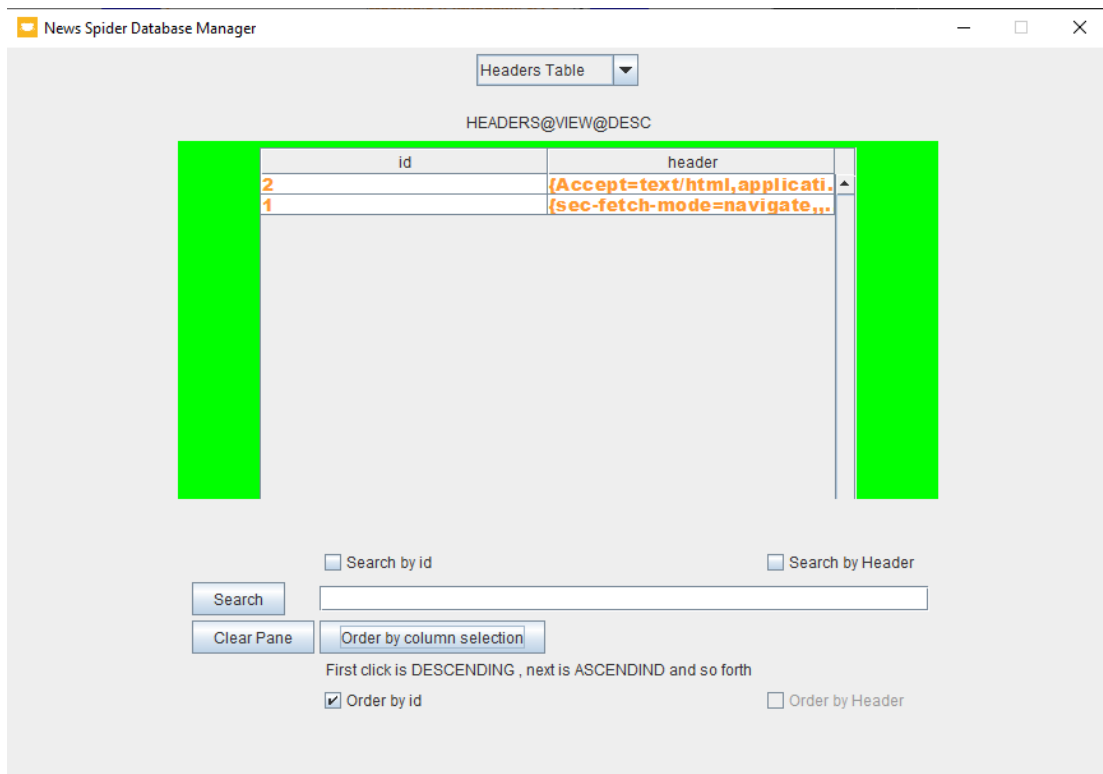 News Spider Database Manager
Headers Table
HEADERS@VIEW@DESC
id header
2 {Accept=text/html,applicati.
1 {sec-fetch-mode=navigate,,.
Search by id Search by Header
Search
Clear Pane Order by column selection
First click is DESCENDING , next is ASCENDIND and so forth
Order by id Order by Header